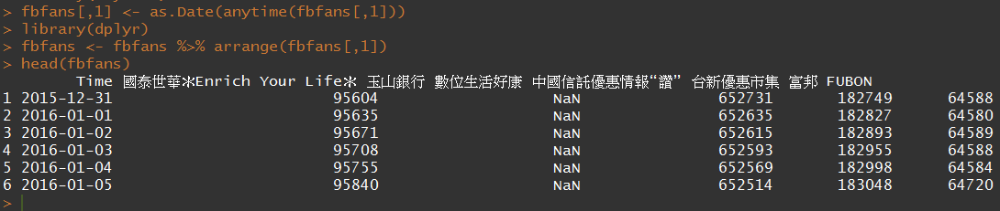 > fbfans[,1] <- as.Date(anytime(fbfans[,1]))
> library(dplyr)
> fbfans <- fbfans %>% arrange(fbfans[,1])
> head(fbfans)
Time 國泰世華＊Enrich Your Life＊ 玉山銀行 數位生活好康 中國信託優惠情報“讚” 台新優惠市集 富邦 FUBON
1 2015-12-31 95604 NaN 652731 182749 64588
2 2016-01-01 95635 NaN 652635 182827 64580
3 2016-01-02 95671 NaN 652615 182893 64589
4 2016-01-03 95708 NaN 652593 182955 64588
5 2016-01-04 95755 NaN 652569 182998 64584
6 2016-01-05 95840 NaN 652514 183048 64720
>